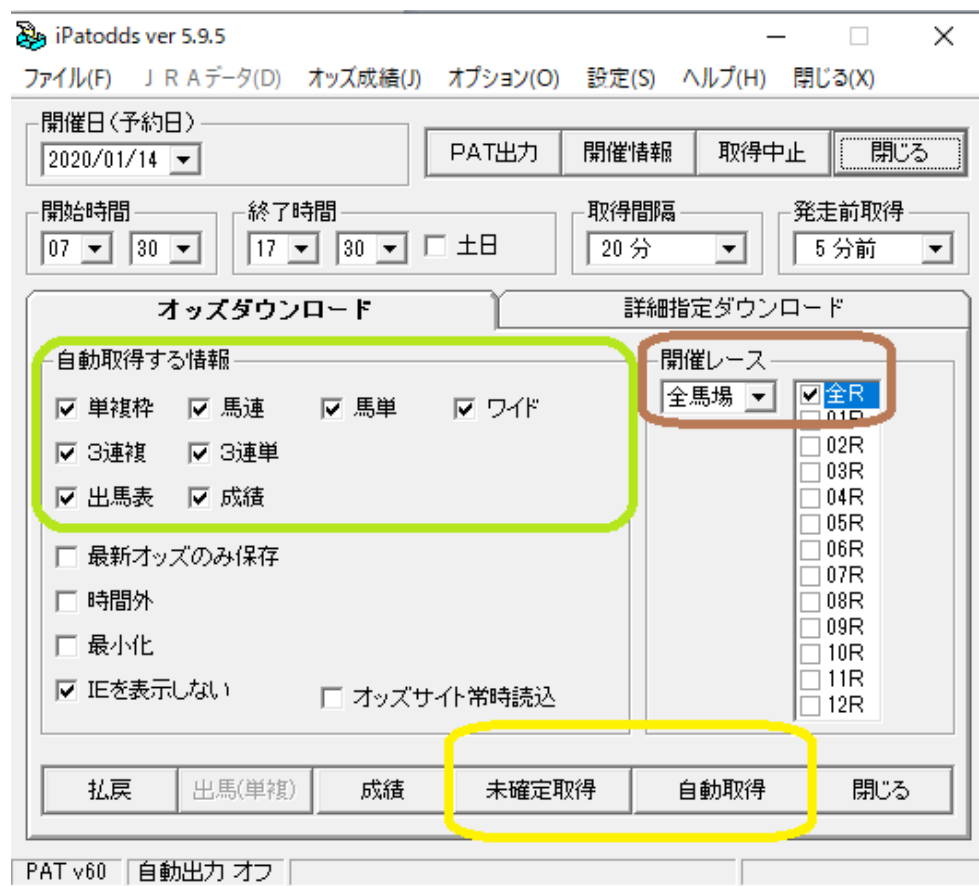 iPatodds ver 5.9.5
ファイル(F) ＪＲＡデータ(D) オッズ成績(J) オプション(O) 設定(S) ヘルプ(H) 閉じる(X)
開催日(予約日)
2020/01/14
PAT出力 開催情報 取得中止 閉じる
開始時間 終了時間 取得間隔 発走前取得
07 30 17 30 土日 20 分 5 分前
オッズダウンロード 詳細指定ダウンロード
自動取得する情報
単複枠 馬連 馬単 ワイド
3連複 3連単
出馬表 成績
最新オッズのみ保存
時間外
最小化
IEを表示しない オッズサイト常時読込
開催レース
全馬場 全R
01R
02R
03R
04R
05R
06R
07R
08R
09R
10R
11R
12R
払戻 出馬(単複) 成績 未確定取得 自動取得 閉じる
PAT v60 自動出力 オフ